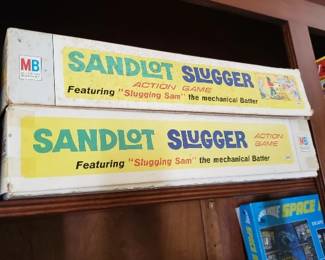 MB
SANDLOT SLUGGER
ACTION GAME
Featuring "Slugging Sam" the mechanical Batter
SANDLOT SLUGGER
ACTION
GAME
Featuring "Slugging Sam" the mechanical Batter
SPACE